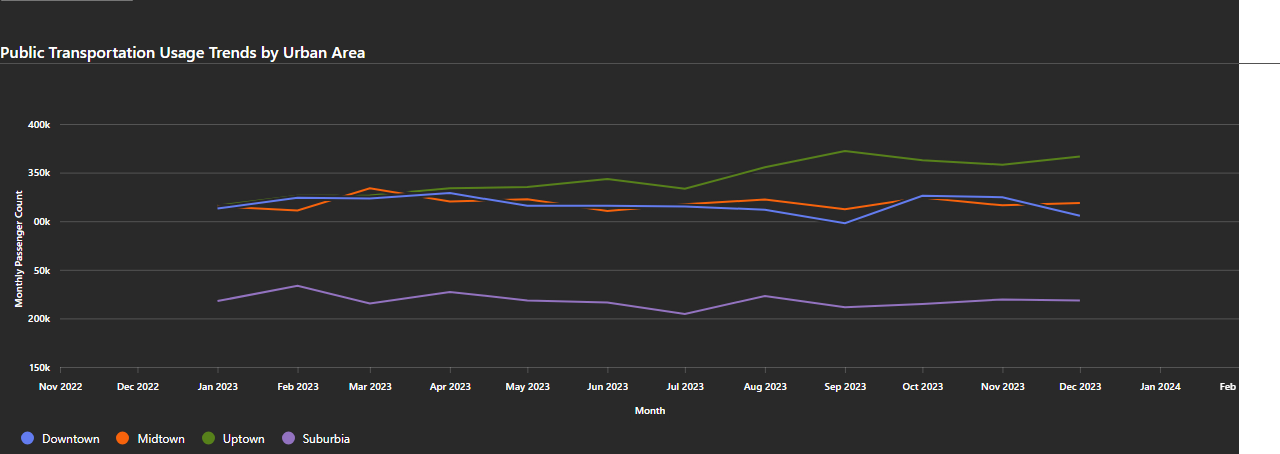 Public Transportation Usage Trends by Urban Area
400k
350k
00k
50k
200k
150k
Monthly Passenger Count
Nov 2022 Dec 2022 Jan 2023 Feb 2023 Mar 2023 Apr 2023 May 2023 Jun 2023 Jul 2023 Aug 2023 Sep 2023 Oct 2023 Nov 2023 Dec 2023 Jan 2024 Feb
Month
Downtown Midtown Uptown Suburbia